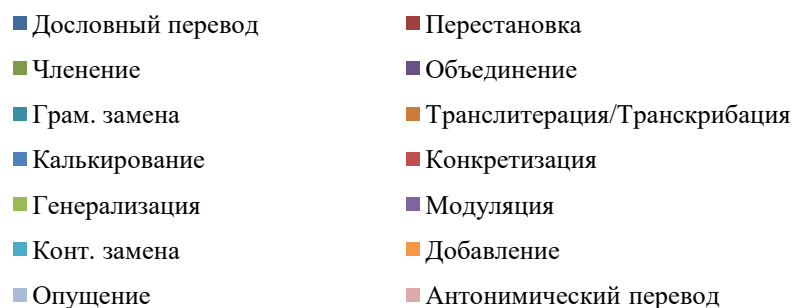 Дословный перевод Перестановка
Членение Объединение
Грам. замена Транслитерация/Транскрибация
Калькирование Конкретизация
Генерализация Модуляция
Конт. замена Добавление
Опущение Антонимический перевод